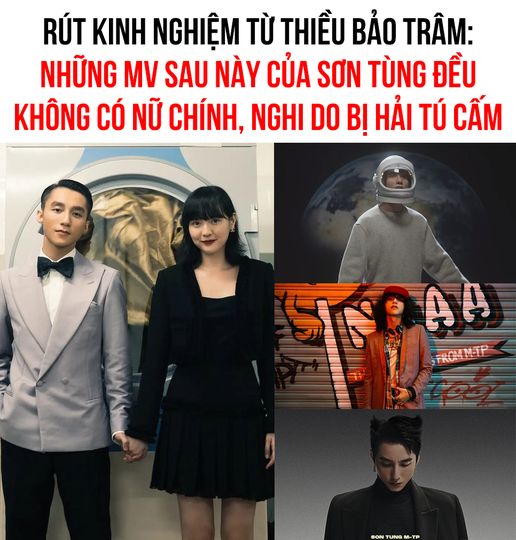 RÚT KINH NGHIỆM TỪ THIỀU BẢO TRÂM:
NHỮNG MV SAU NÀY CỦA SƠN TÙNG ĐỀU
KHÔNG CÓ NỮ CHÍNH, NGHI DO BỊ HẢI TÚ CẤM
FROM M-TP
SON TUNG M-TP